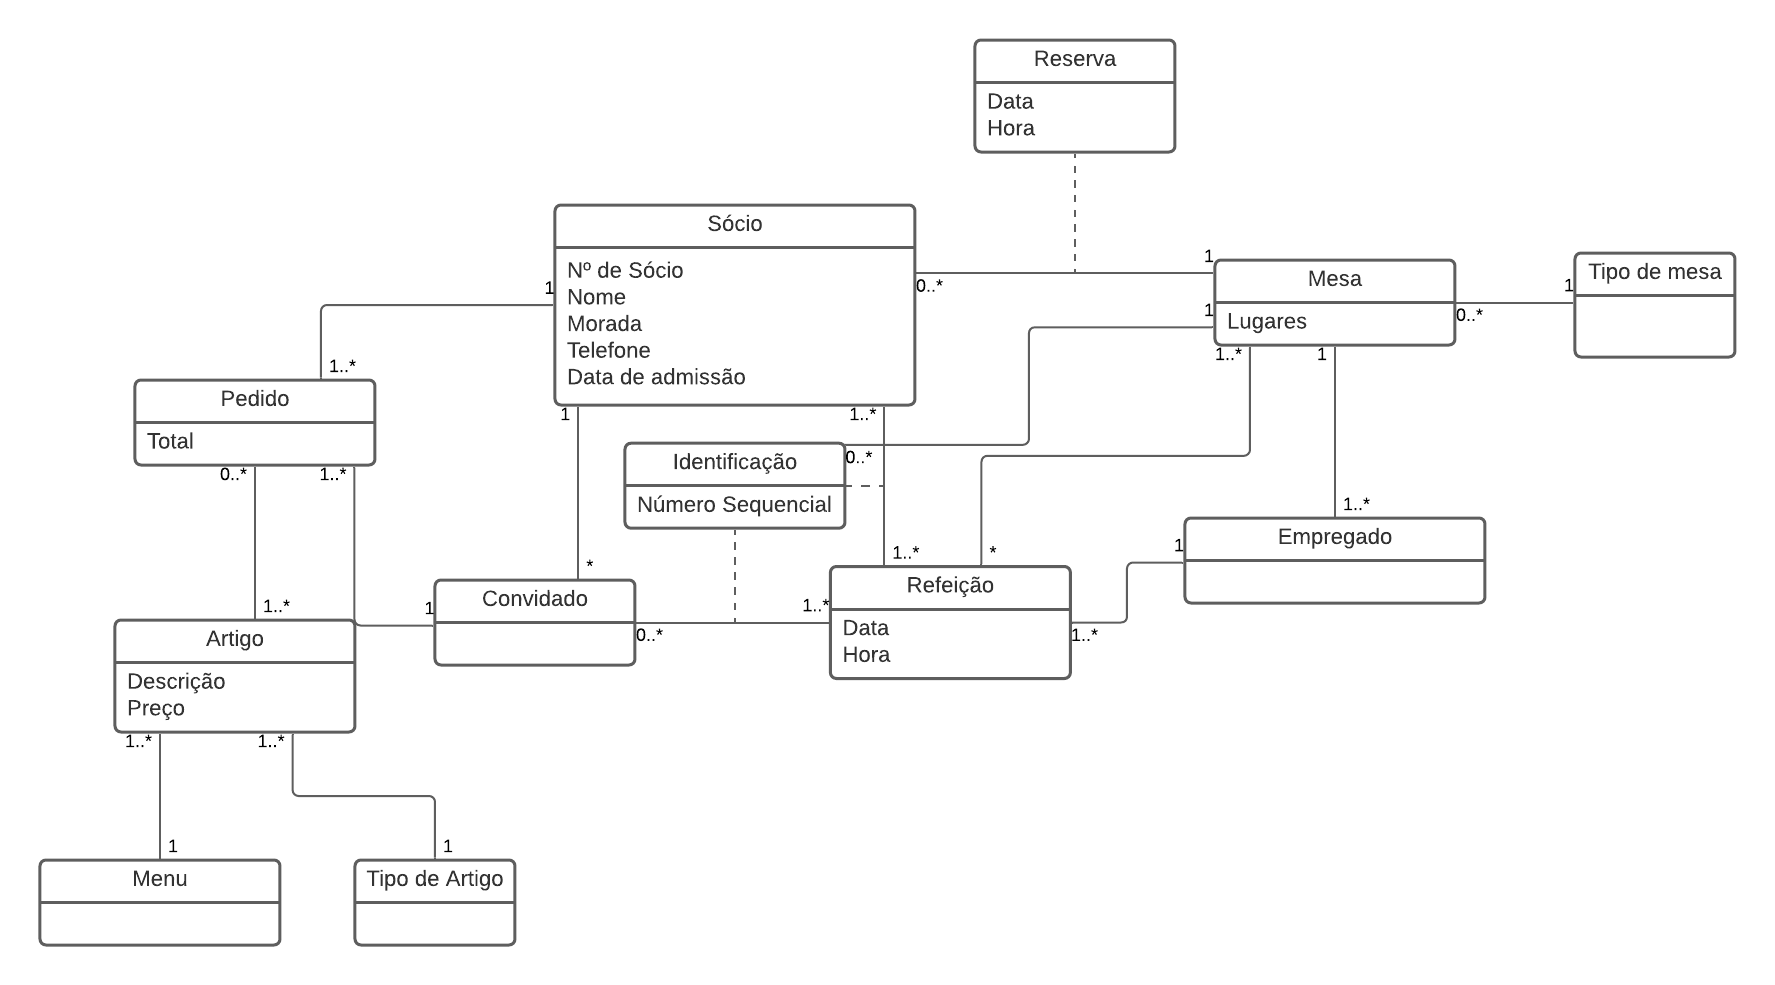 Reserva
Data
Hora
Sócio
Nº de Sócio
Nome
Morada
Telefone
Data de admissão
1
0..*
1
1..*
1
1..*
Mesa
Lugares
1
1
1..*
1
0..*
Tipo de mesa
1
Pedido
Total
1..*
0..*
1..*
Identificação
Número Sequencial
0..*
Empregado
1..*
1
Convidado
*
1
0..*
Refeição
Data
Hora
1..*
*
1..*
1..*
Artigo
Descrição
Preço
1..*
1..*
1..*
Menu
1
Tipo de Artigo
1